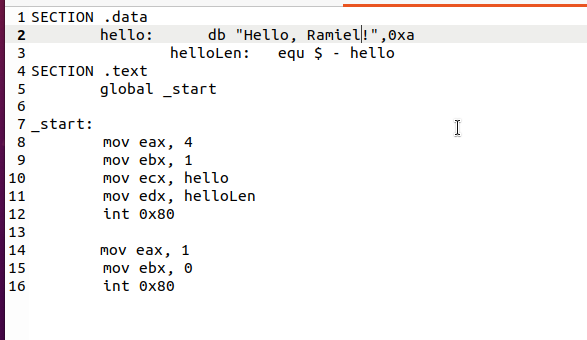 1 SECTION .data
2 hello: db "Hello, Ramiel!",0xa
3 helloLen: equ $ - hello
4 SECTION .text
5 global _start
6
7 _start:
8 mov eax, 4
9 mov ebx, 1
10 mov ecx, hello
11 mov edx, helloLen
12 int 0x80
13
14 mov eax, 1
15 mov ebx, 0
16 int 0x80